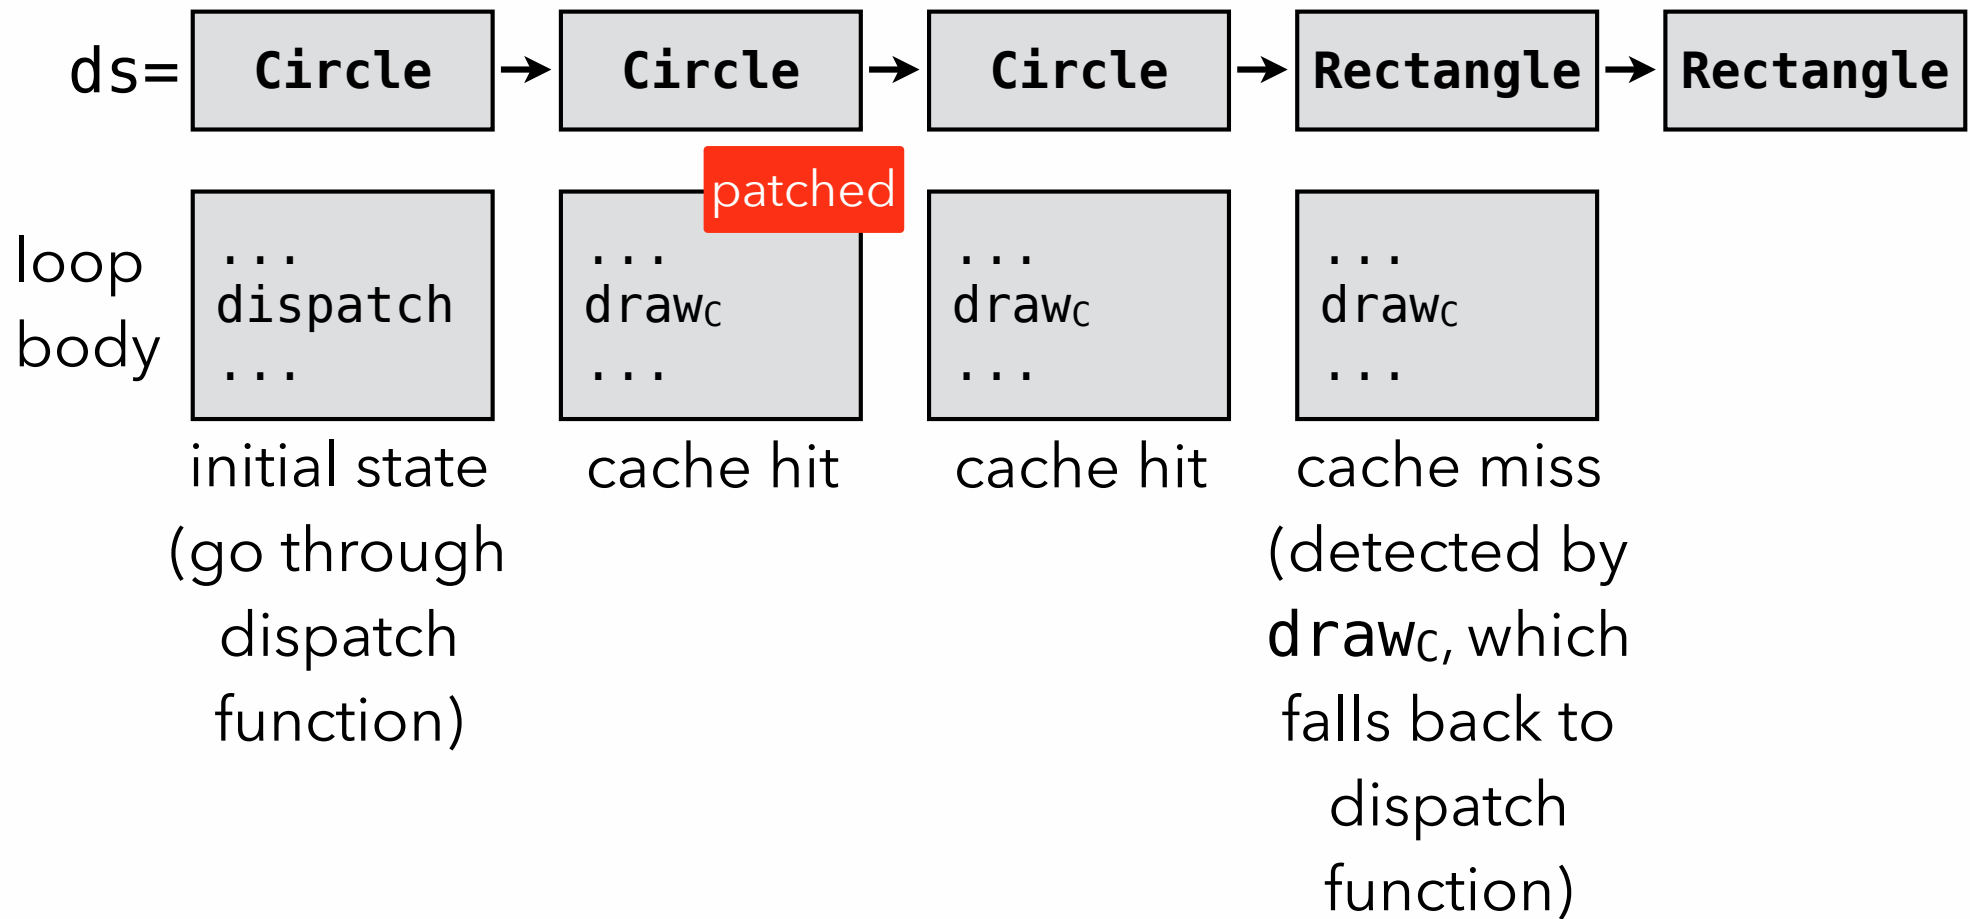 ds= Circle Circle Circle Rectangle Rectangle
patched
loop
body
...
dispatch
...
...
drawC
...
...
drawC
...
...
drawC
...
initial state
(go through
dispatch
function)
cache hit
cache hit
cache miss
(detected by
drawC, which
falls back to
dispatch
function)